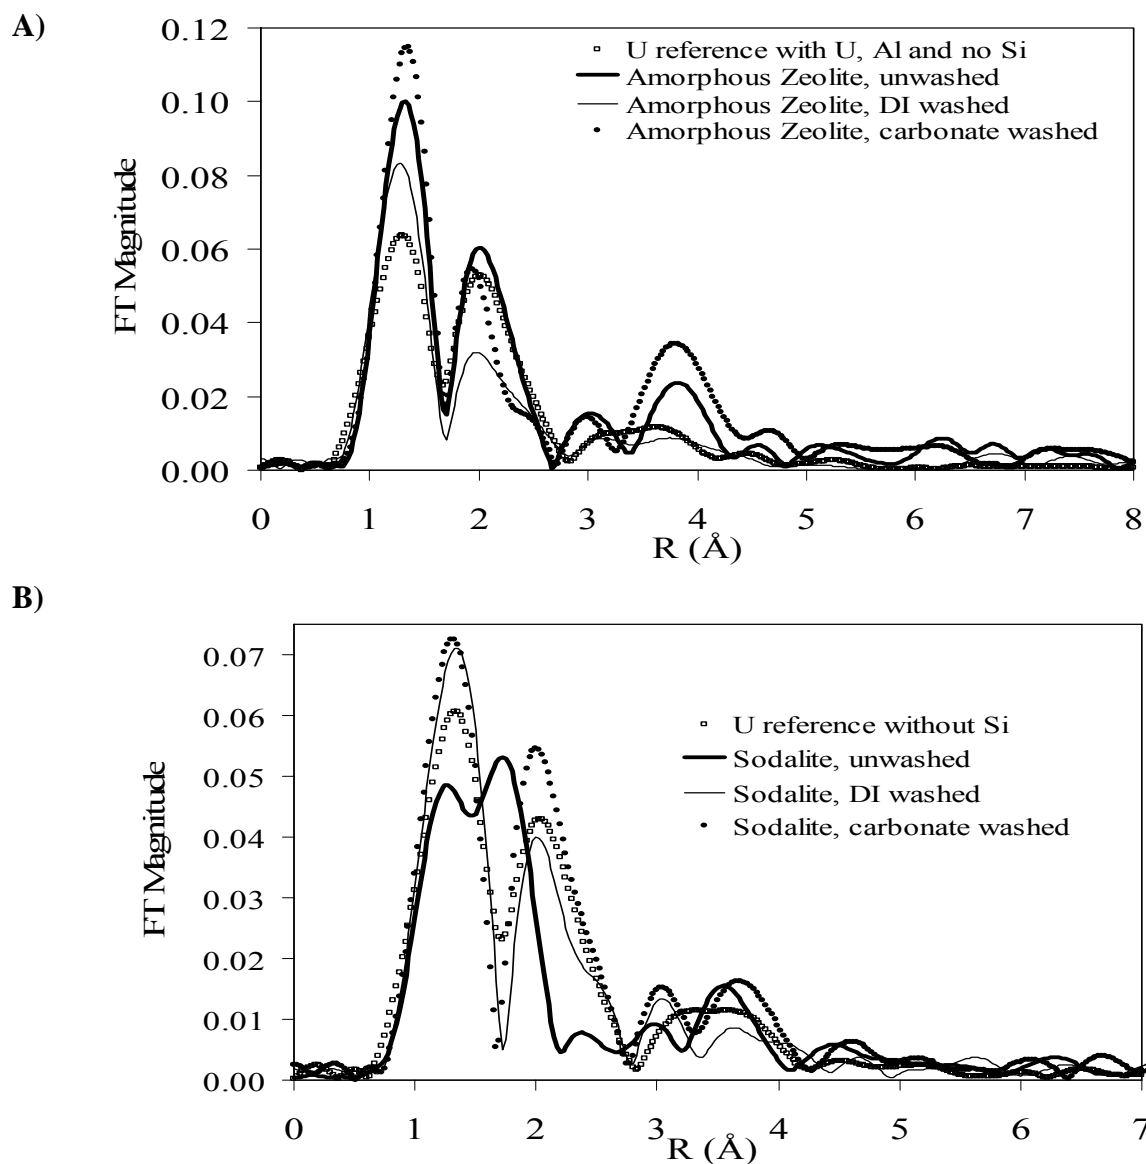 A)
FT Magnitude
0.12
0.10
0.08
0.06
0.04
0.02
0.00
U reference with U, Al and no Si
Amorphous Zeolite, unwashed
Amorphous Zeolite, DI washed
Amorphous Zeolite, carbonate washed
0 1 2 3 4 5 6 7 8
R (Å)
B)
FT Magnitude
0.07
0.06
0.05
0.04
0.03
0.02
0.01
0.00
U reference without Si
Sodalite, unwashed
Sodalite, DI washed
Sodalite, carbonate washed
0 1 2 3 4 5 6 7
R (Å)